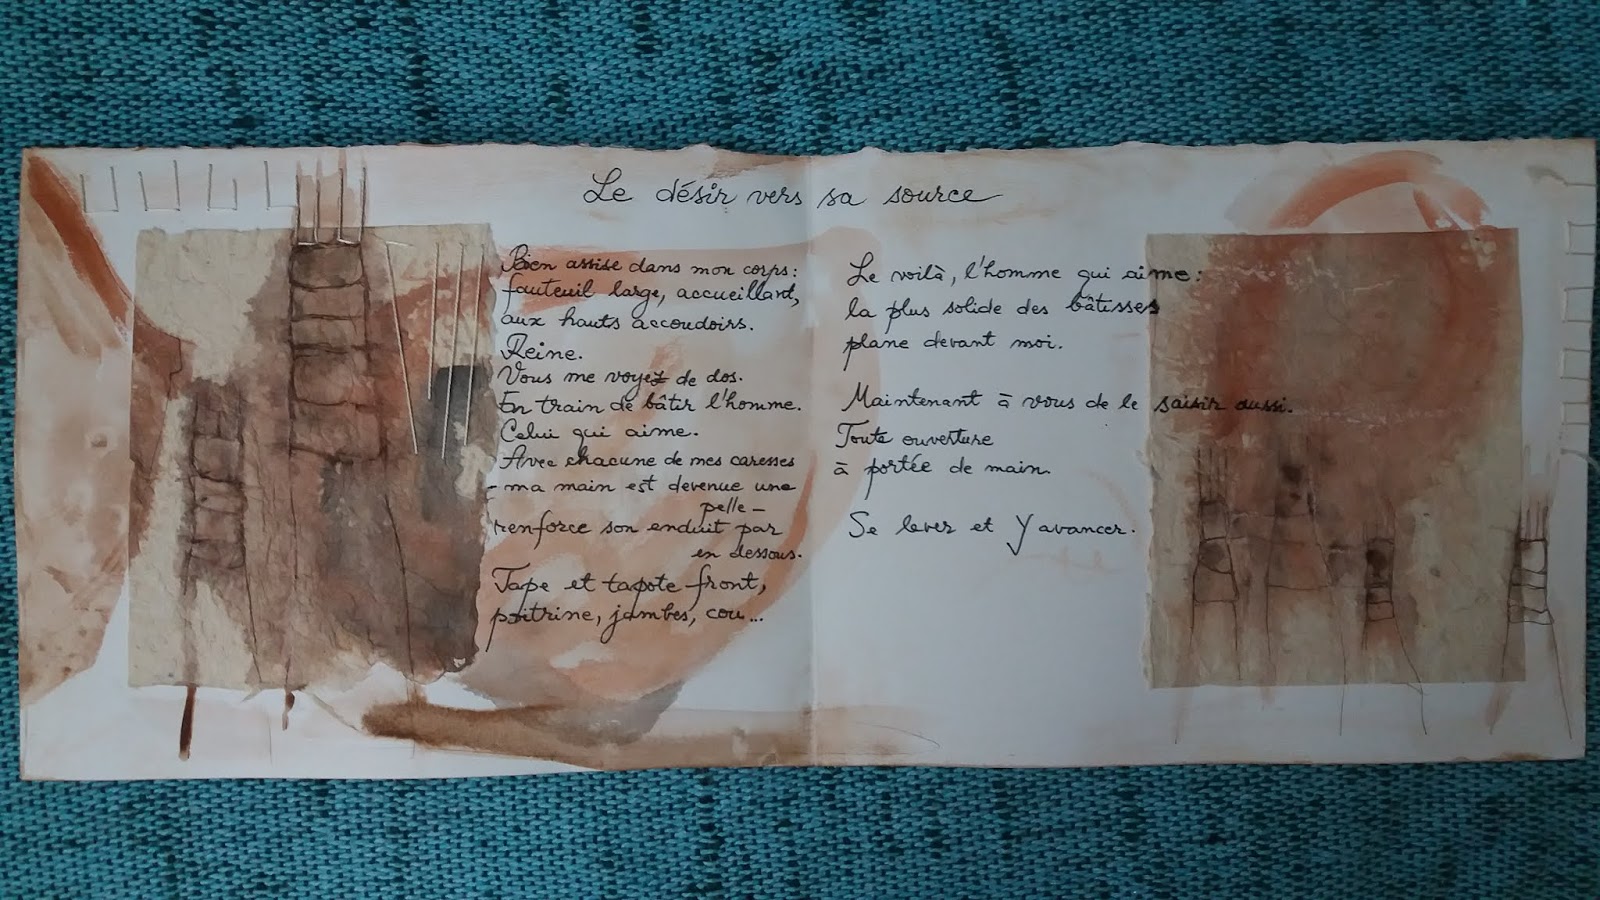 Le désir vers sa source
Bien assise dans mon corps :
fauteuil large, accueillant,
aux hauts accoudoirs.
Reine.
Vous me voyez de dos.
En train de bâtir l'homme.
Celui qui aime.
Avec chacune de mes caresses
- ma main est devenue une
pelle -
renforce son enduit par
en dessous.
Tape et tapote front,
poitrine, jambes, cou...
Le voilà, l'homme qui aime :
la plus solide des bâtisses
plane devant moi.
Maintenant à vous de le saisir aussi.
Toute ouverture
à portée de main.
Se lever et y avancer.